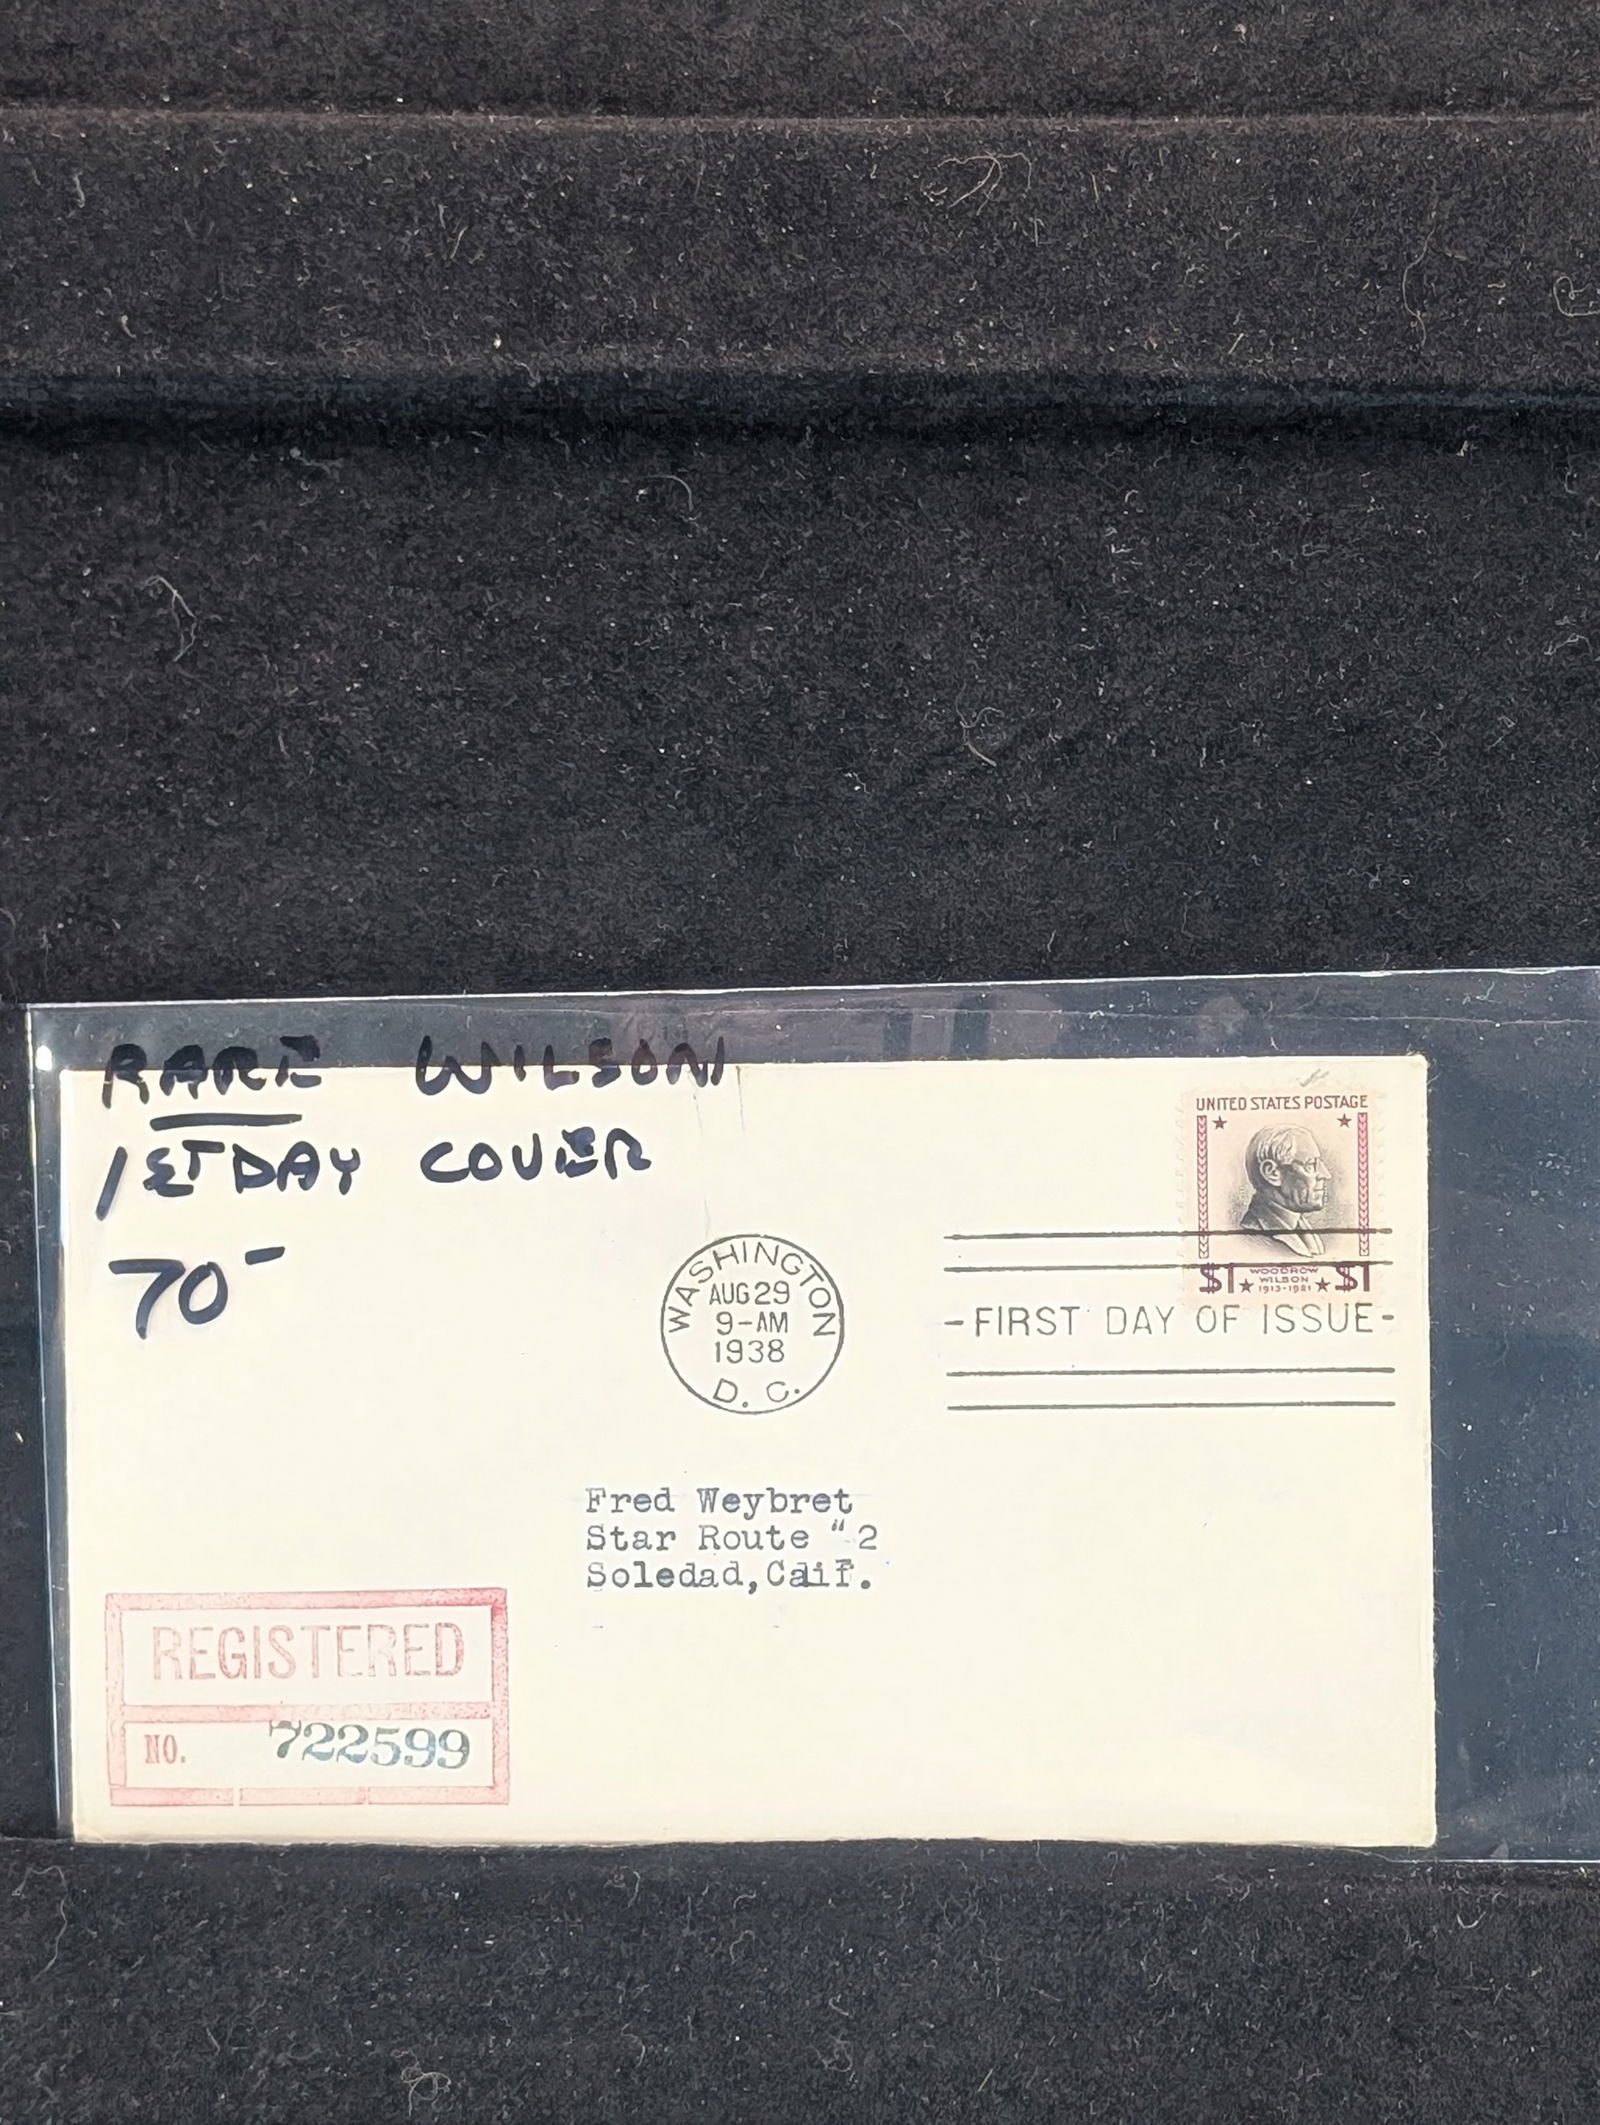 RARE WILSON
1ST DAY COVER
70-
UNITED STATES POSTAGE
$1 WOODROW WILSON 1913-1921 $1
WASHINGTON
AUG 29
9-AM
1938
D. C.
-FIRST DAY OF ISSUE-
Fred Weybret
Star Route "2
Soledad,Calif.
REGISTERED
NO. 722599